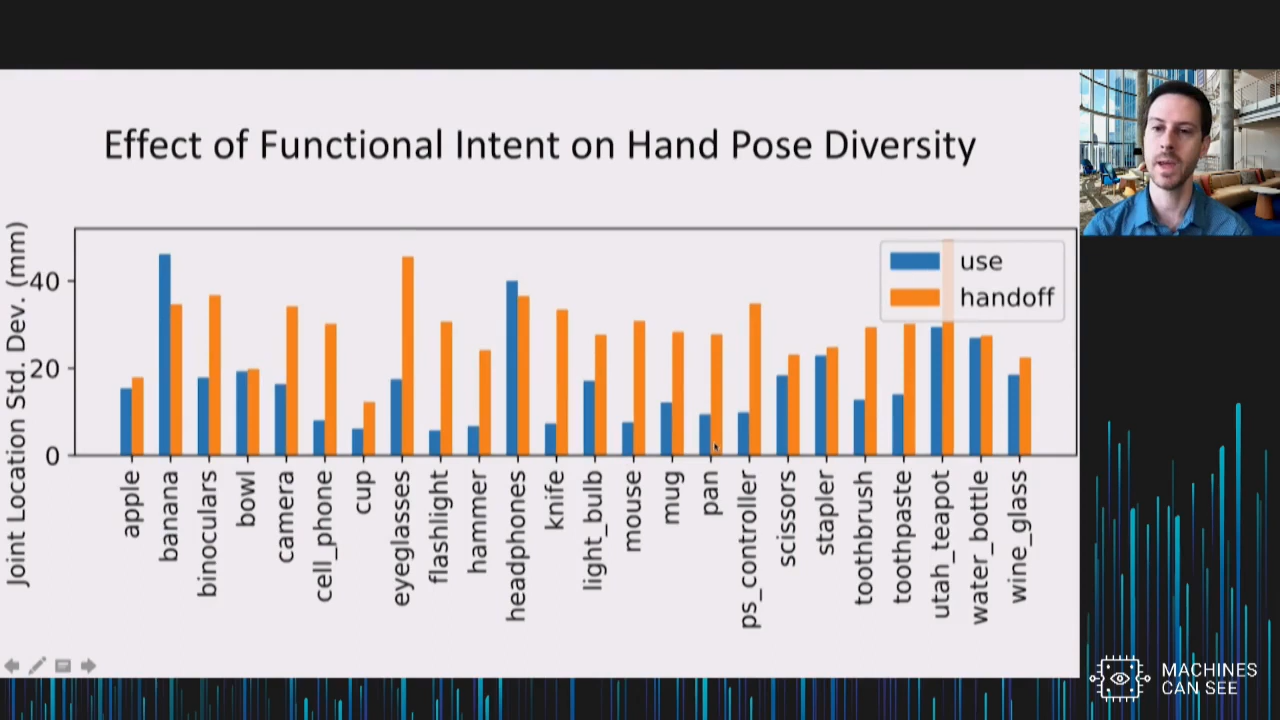 Effect of Functional Intent on Hand Pose Diversity
Joint Location Std. Dev. (mm)
40
20
0
use
handoff
apple
banana
binoculars
bowl
camera
cell_phone
cup
eyeglasses
flashlight
hammer
headphones
knife
light_bulb
mouse
mug
pan
ps_controller
scissors
stapler
toothbrush
toothpaste
utah_teapot
water_bottle
wine_glass
MACHINES
CAN SEE